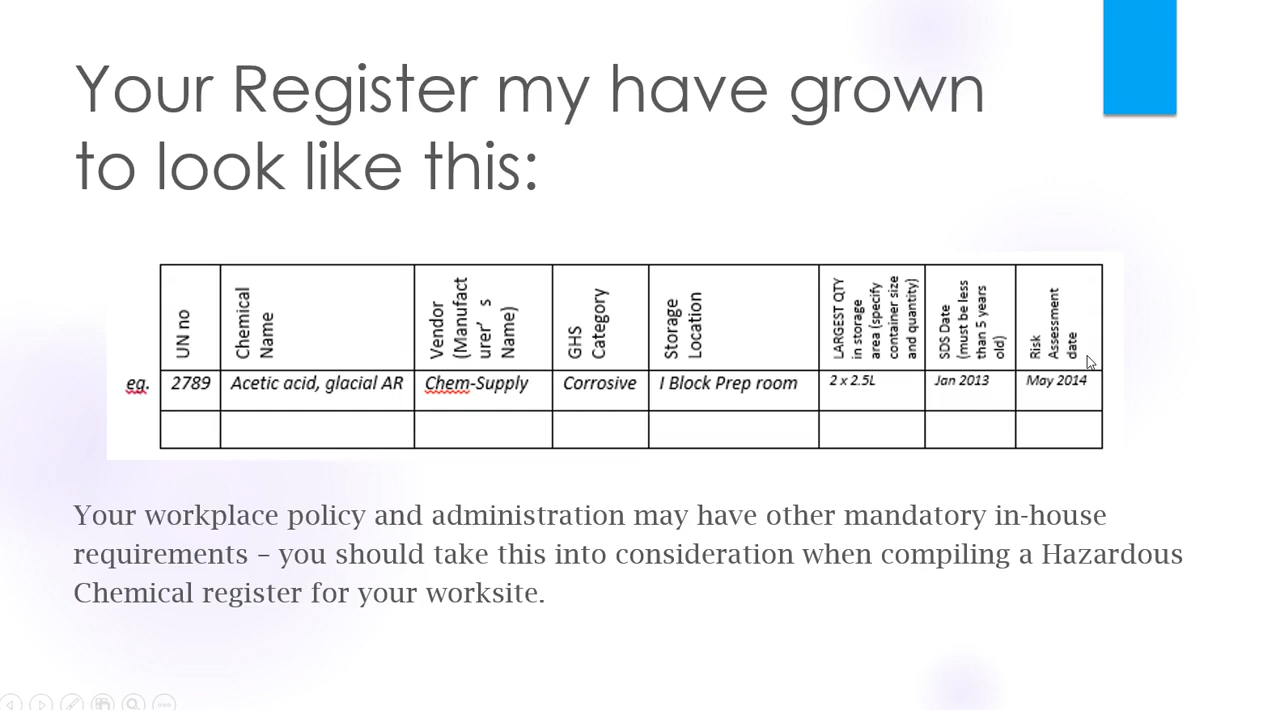 Your Register my have grown
to look like this:
UN no
Chemical
Name
Vendor
(Manufact
urer' s
Name)
GHS
Category
Storage
Location
LARGEST QTY
in storage
area (specify
container size
and quantity)
SDS Date
(must be less
than 5 years
old)
Risk
Assessment
date
eg. 2789 Acetic acid, glacial AR Chem-Supply Corrosive I Block Prep room 2 x 2.5L Jan 2013 May 2014
Your workplace policy and administration may have other mandatory in-house
requirements – you should take this into consideration when compiling a Hazardous
Chemical register for your worksite.